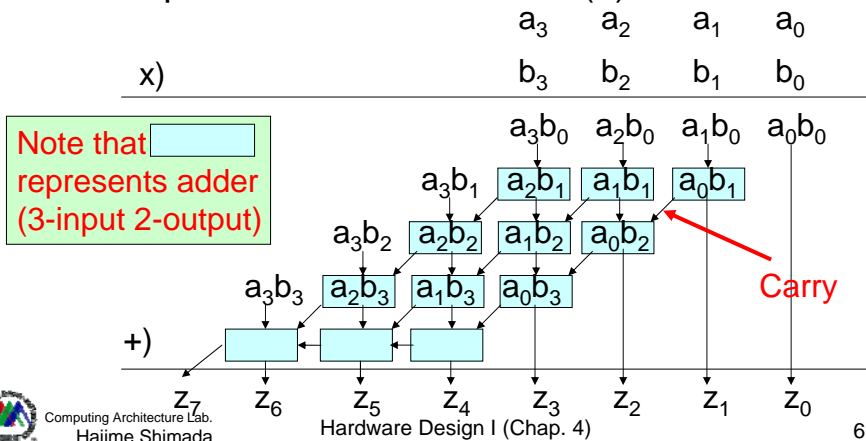 a₃ a₂ a₁ a₀
x) b₃ b₂ b₁ b₀
a₃b₀ a₂b₀ a₁b₀ a₀b₀
Note that
represents adder
(3-input 2-output)
a₃b₁ a₂b₁ a₁b₁ a₀b₁
a₃b₂ a₂b₂ a₁b₂ a₀b₂
a₃b₃ a₂b₃ a₁b₃ a₀b₃
Carry
+)
z₇ z₆ z₅ z₄ z₃ z₂ z₁ z₀
Computing Architecture Lab.
Hajime Shimada
Hardware Design I (Chap. 4)
6